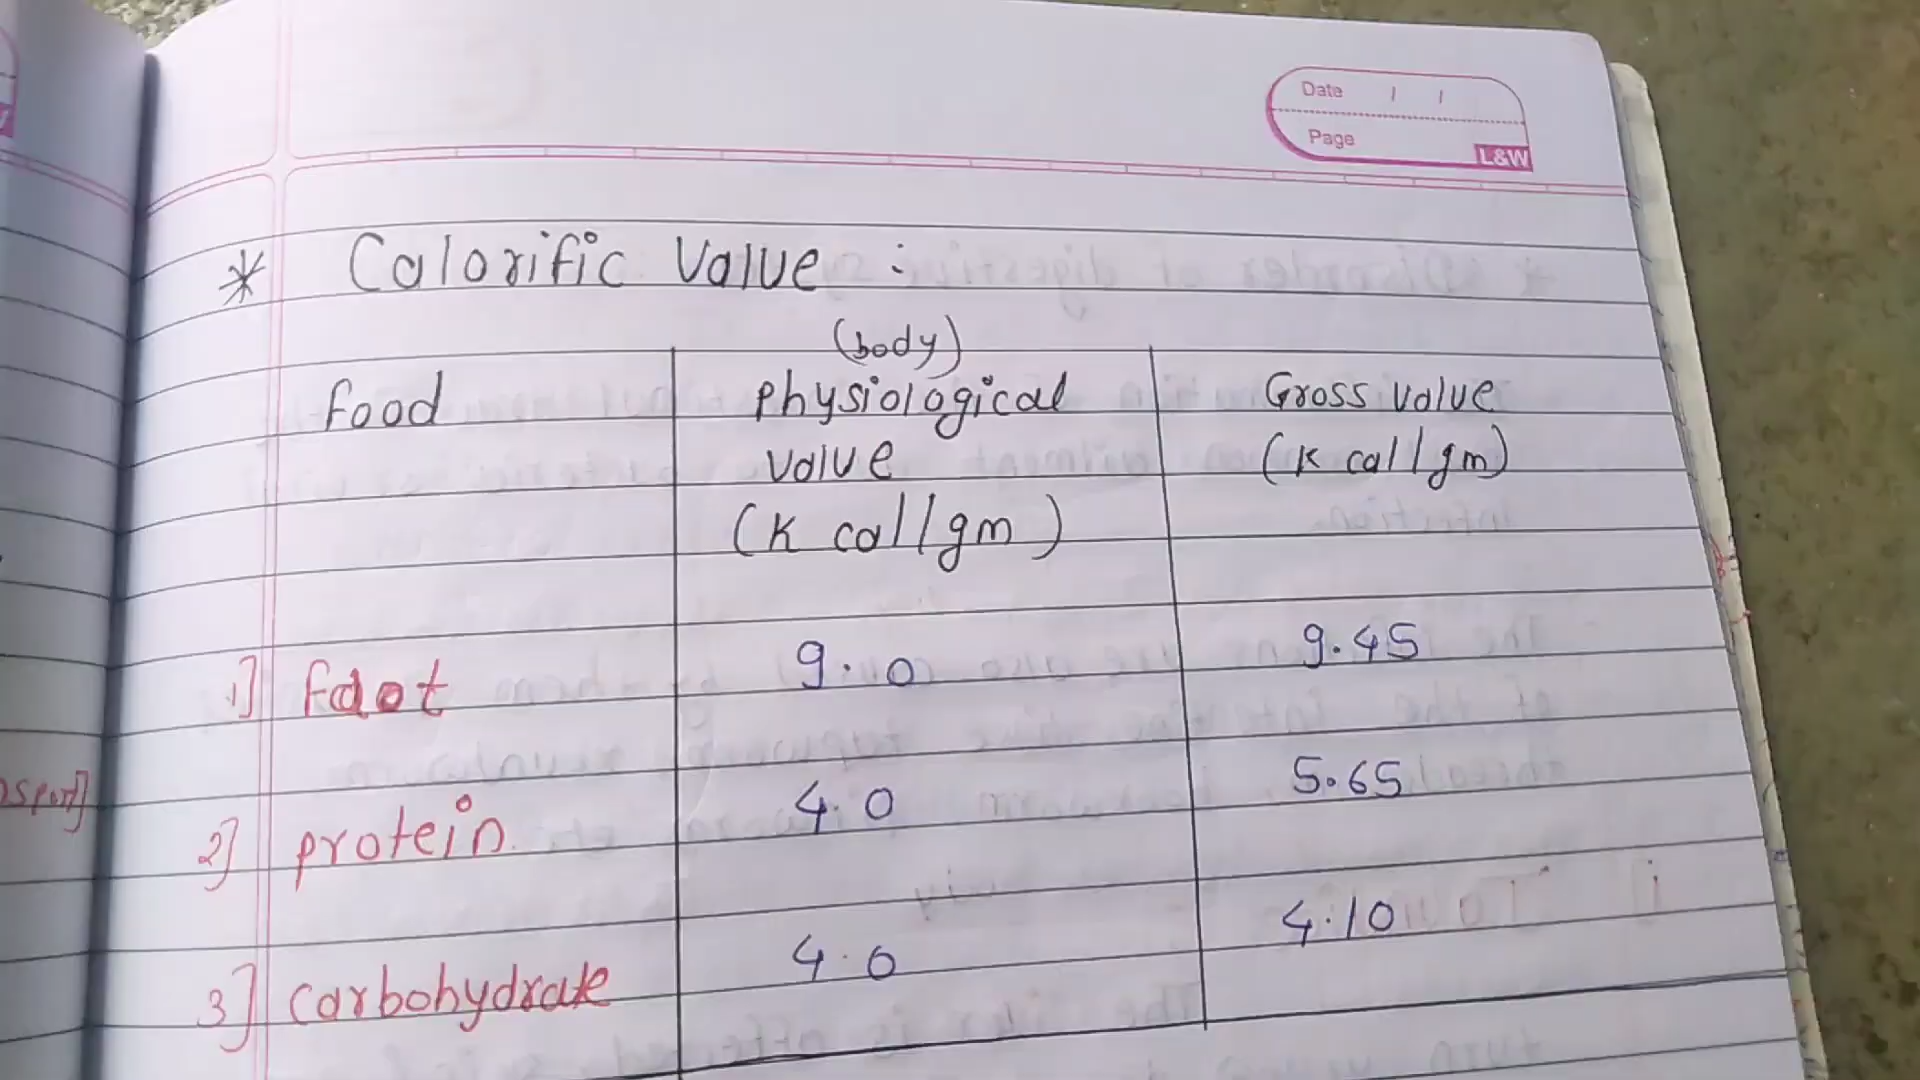 Date / /
Page
L&W
* Calorific Value :
(body)
food physiological Gross value
value (K cal/gm)
(K cal/gm)
1] faot 9.0 9.45
2] protein 4.0 5.65
3] carbohydrate 4.0 4.10